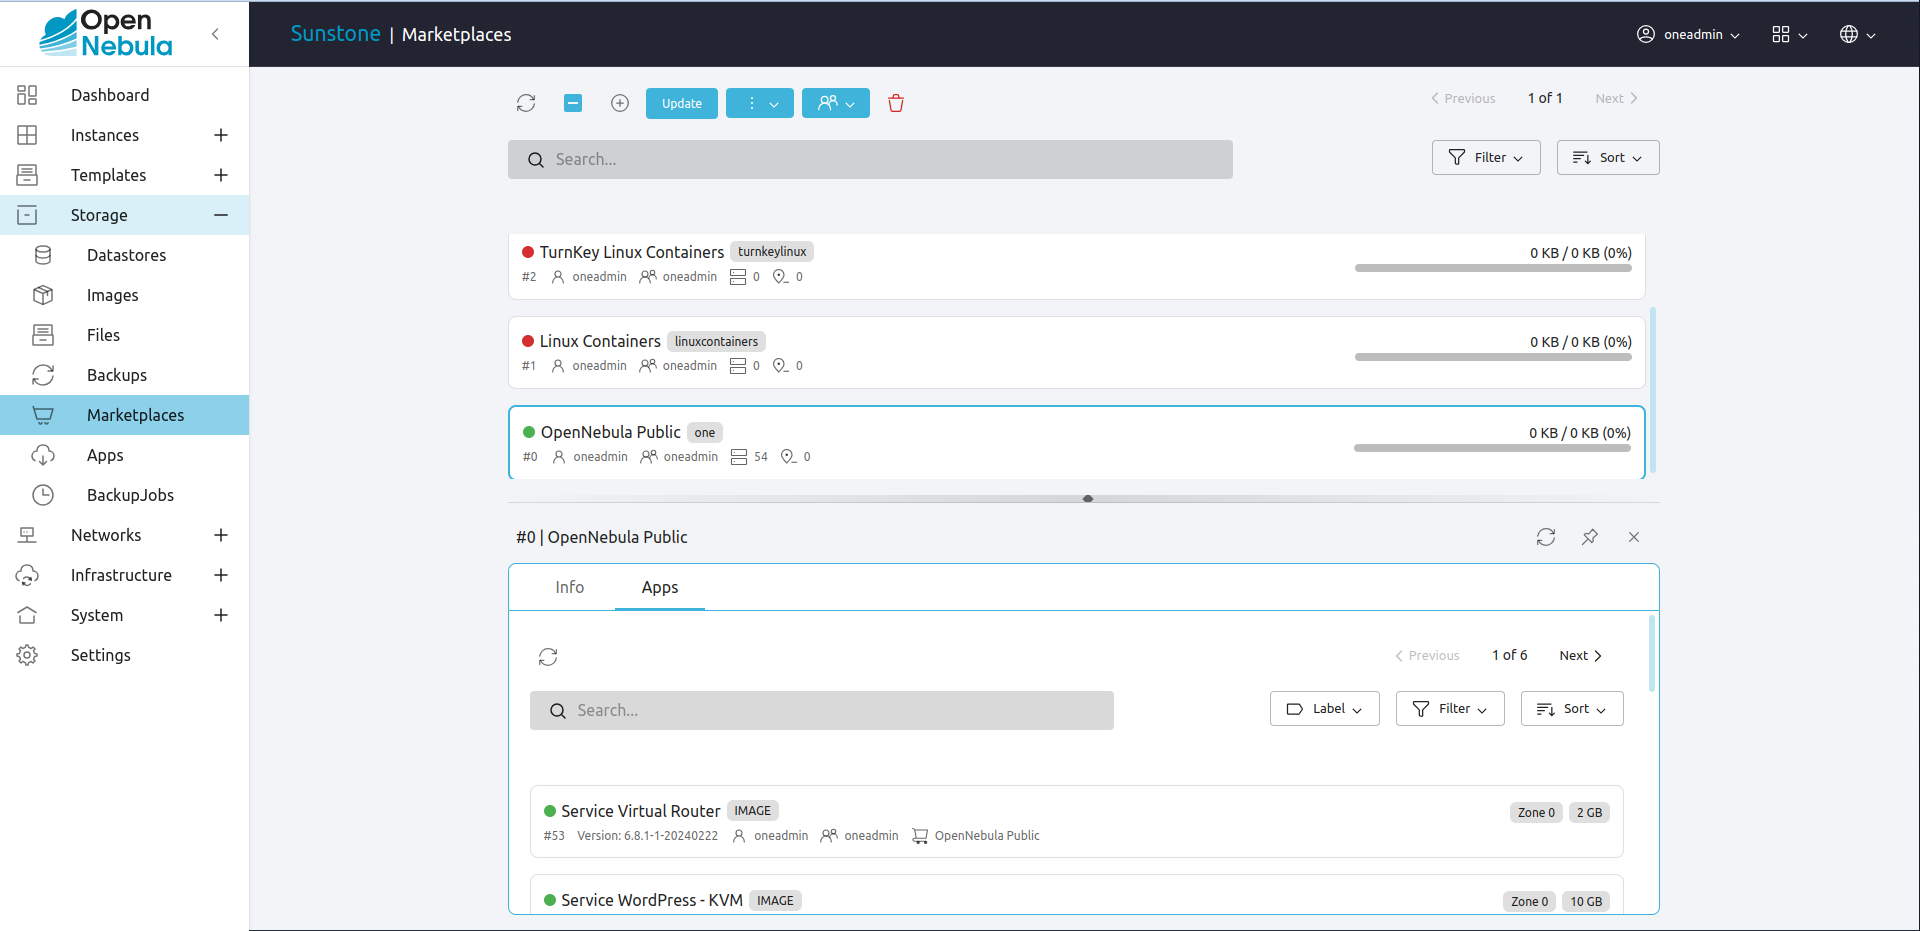 Open
Nebula
Sunstone | Marketplaces
oneadmin
Dashboard
Instances
Templates
Storage
Datastores
Images
Files
Backups
Marketplaces
Apps
BackupJobs
Networks
Infrastructure
System
Settings
Update
Previous 1 of 1 Next
Search...
Filter
Sort
TurnKey Linux Containers turnkeylinux
0 KB / 0 KB (0%)
#2 oneadmin oneadmin 0 0
Linux Containers linuxcontainers
0 KB / 0 KB (0%)
#1 oneadmin oneadmin 0 0
OpenNebula Public one
0 KB / 0 KB (0%)
#0 oneadmin oneadmin 54 0
#0 | OpenNebula Public
Info Apps
Previous 1 of 6 Next
Search...
Label
Filter
Sort
Service Virtual Router IMAGE
Zone 0 2 GB
#53 Version: 6.8.1-1-20240222 oneadmin oneadmin OpenNebula Public
Service WordPress - KVM IMAGE
Zone 0 10 GB